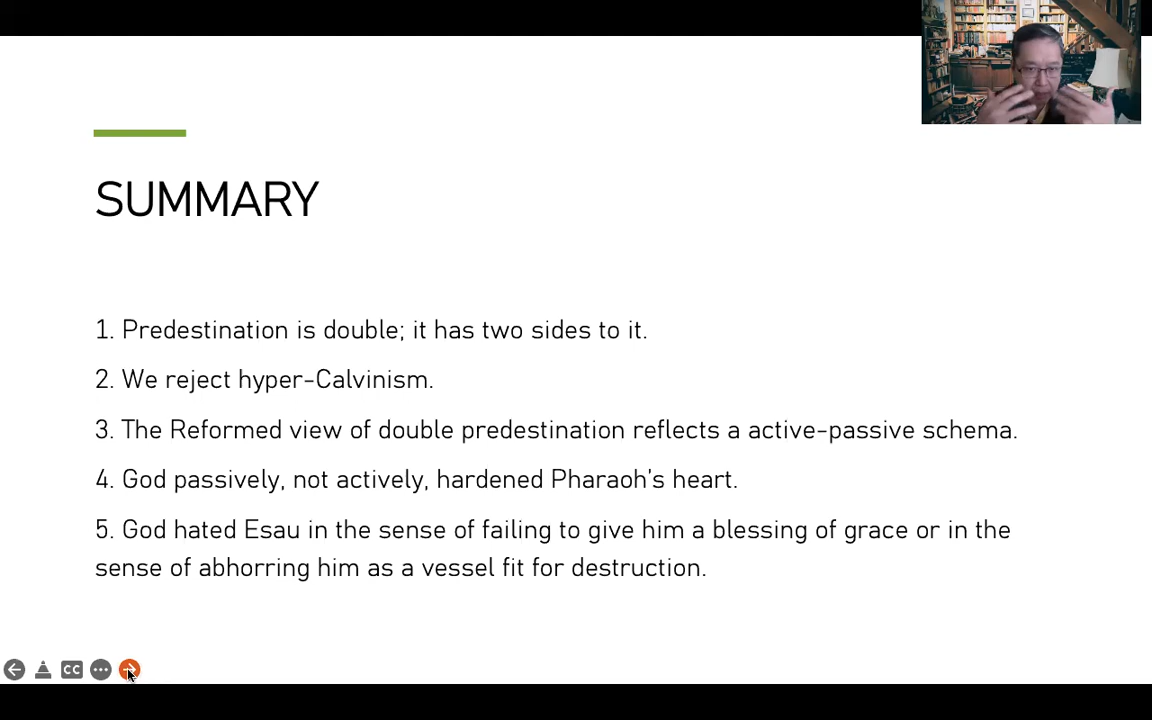 SUMMARY
1. Predestination is double; it has two sides to it.
2. We reject hyper-Calvinism.
3. The Reformed view of double predestination reflects a active-passive schema.
4. God passively, not actively, hardened Pharaoh's heart.
5. God hated Esau in the sense of failing to give him a blessing of grace or in the
sense of abhorring him as a vessel fit for destruction.
CC